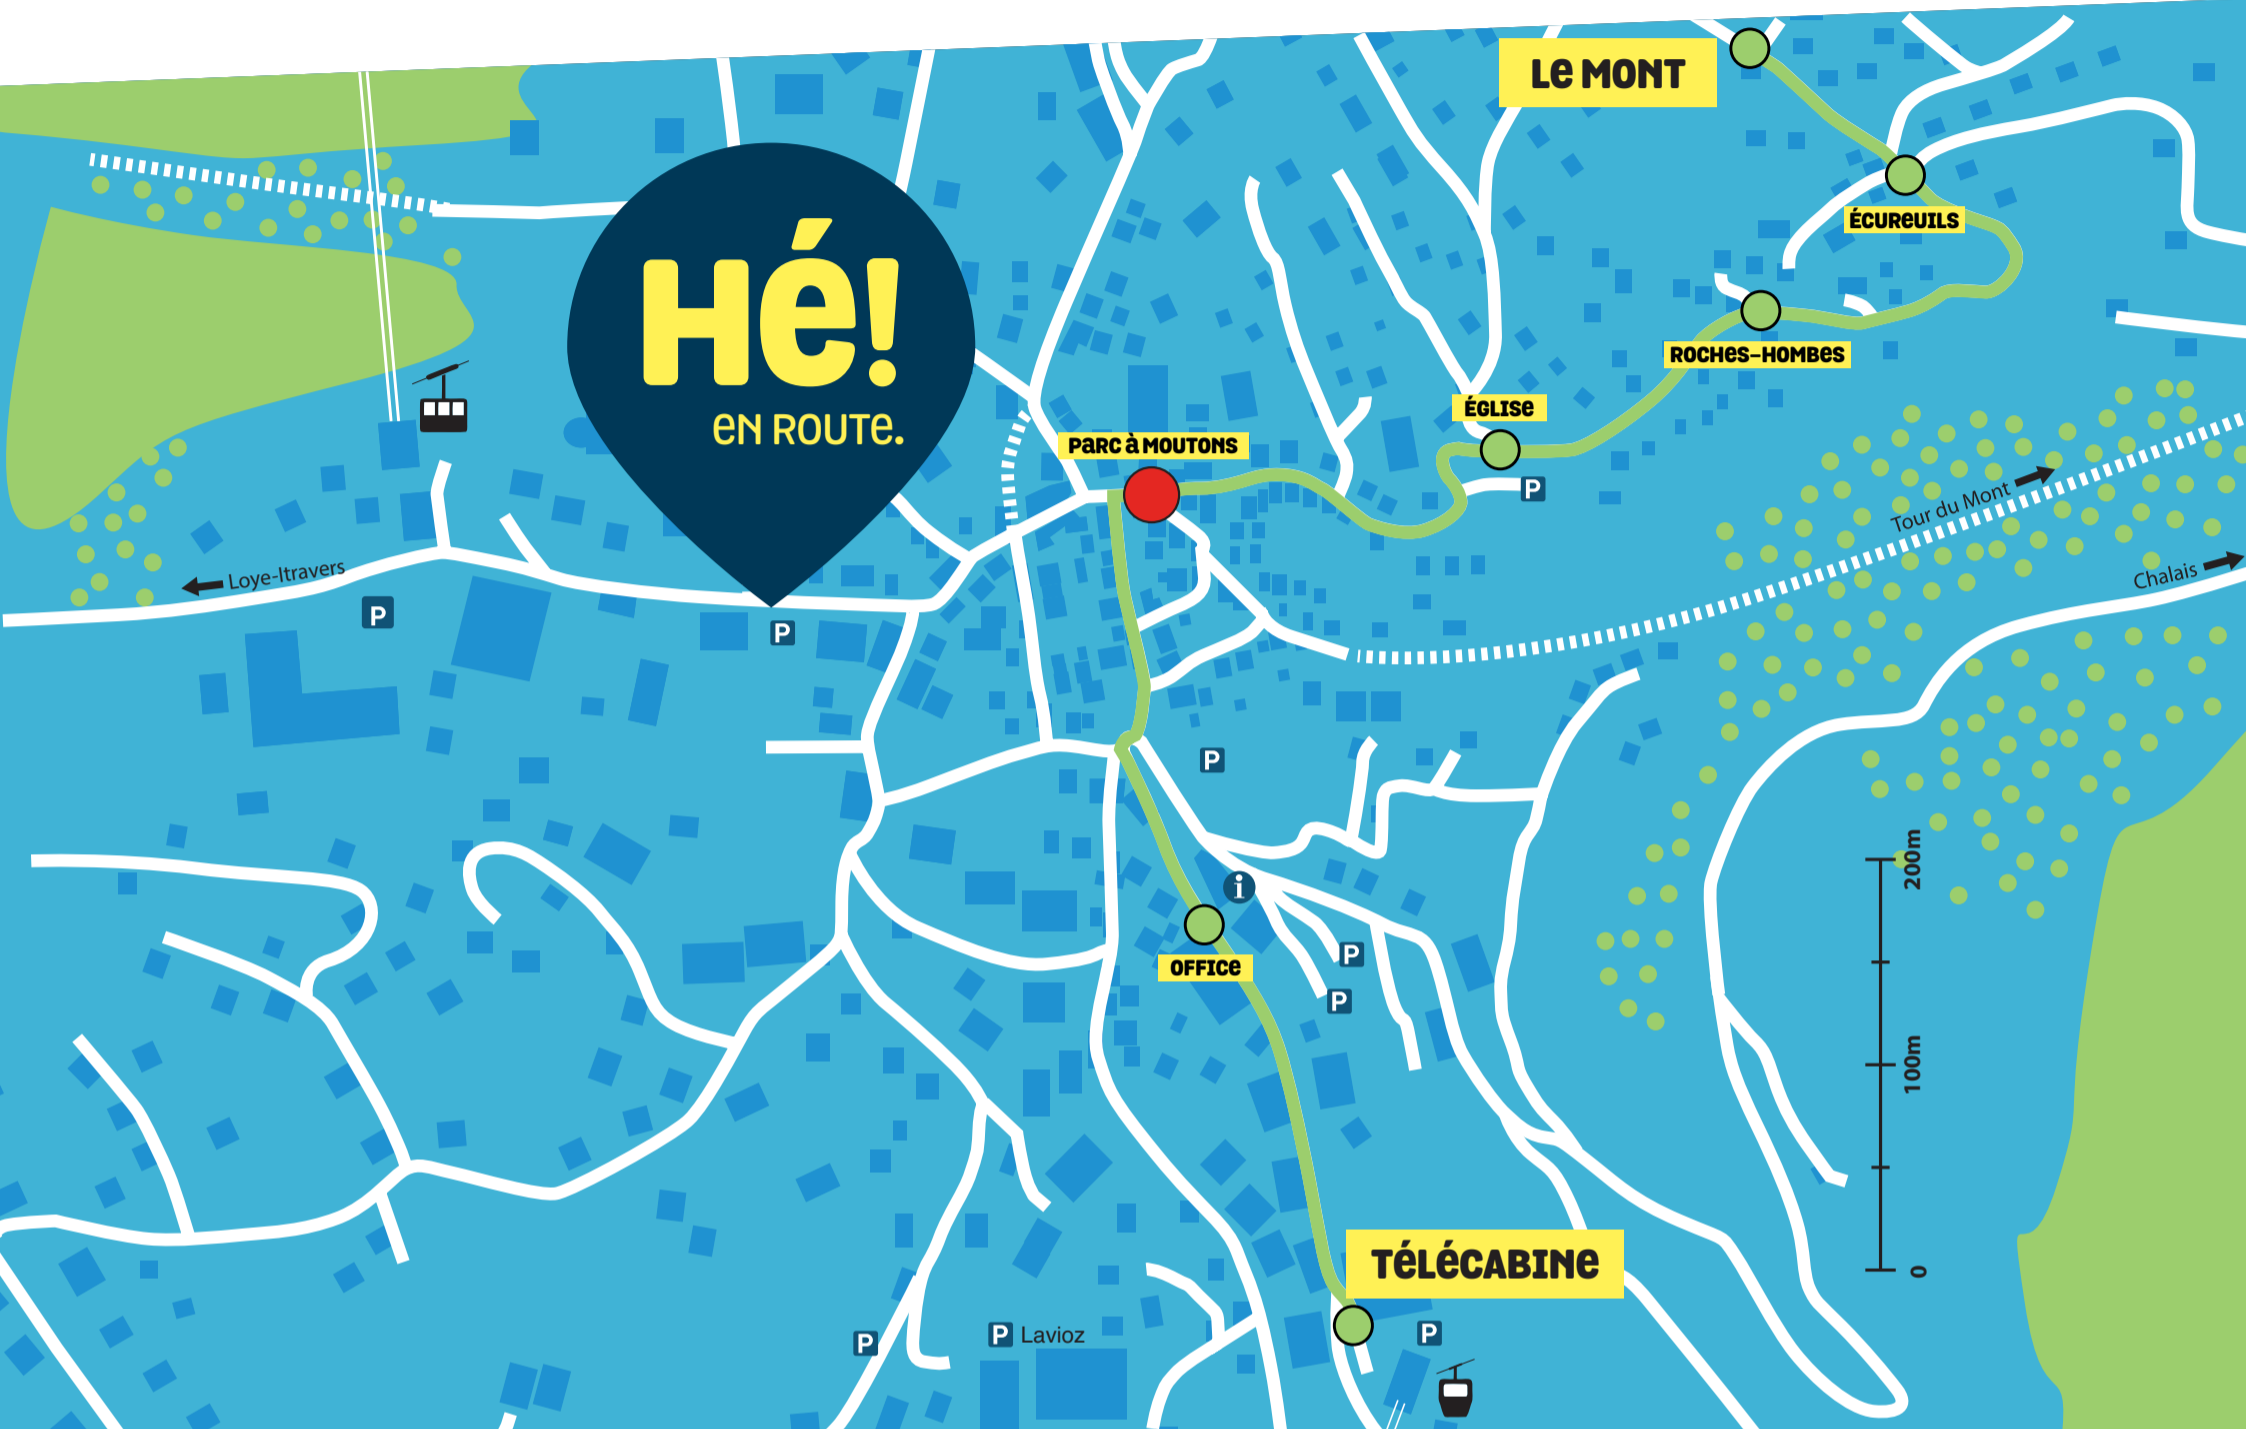 Le MONT
ÉCUReUILS
Hé!
eN ROUTe.
ROCHeS-HOMBeS
ÉGLISe
PARC à MOUTONS
P
Tour du Mont
Chalais
Loye-Itravers
P
P
P
200m
i
OFFICe
P
P
100m
TéLéCABINe
0
P
P Lavioz
P